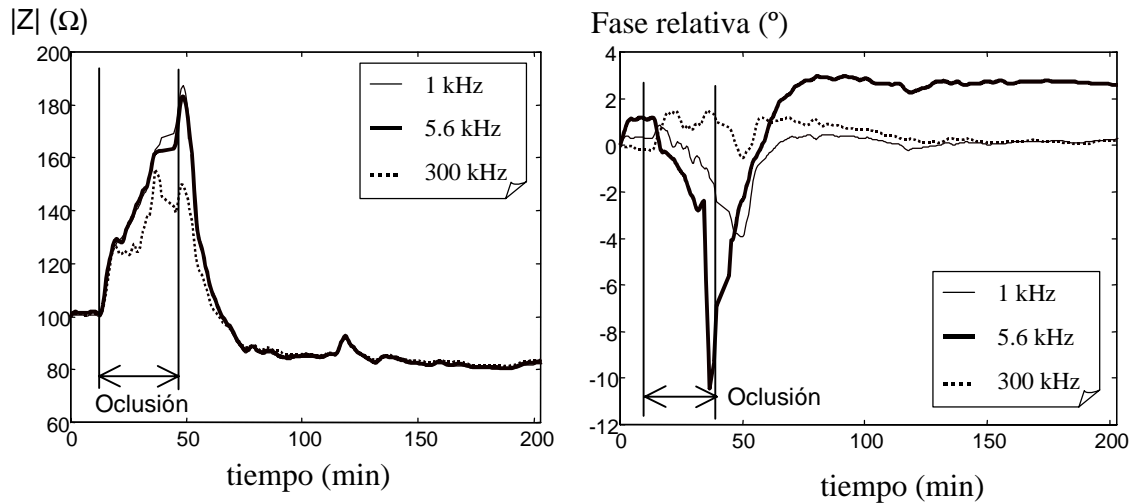 |Z| (Ω)
200
180
160
140
120
100
80
60
0
50
100
150
200
1 kHz
5.6 kHz
300 kHz
Oclusión
tiempo (min)
Fase relativa (º)
4
2
0
-2
-4
-6
-8
-10
-12
0
50
100
150
200
Oclusión
1 kHz
5.6 kHz
300 kHz
tiempo (min)